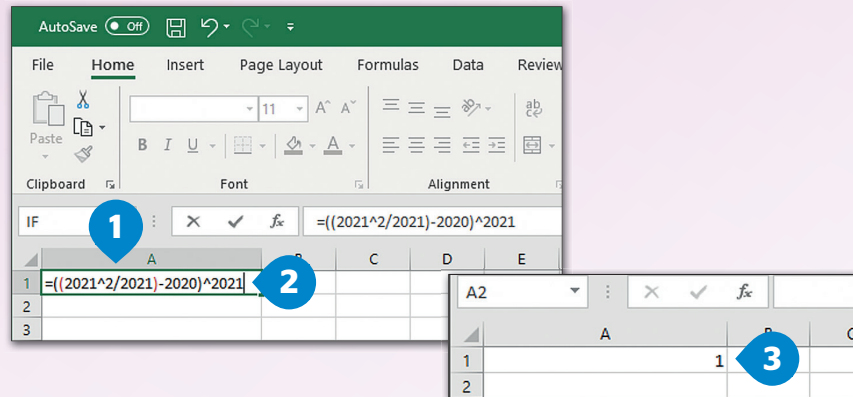 AutoSave Off
File Home Insert Page Layout Formulas Data Review
11 A^ Aˇ ab
Paste B I U A c
Clipboard Font Alignment
IF fx =((2021^2/2021)-2020)^2021
1
A C D E
1 =((2021^2/2021)-2020)^2021
2
2
3
A2 fx
A
1 1
3
2